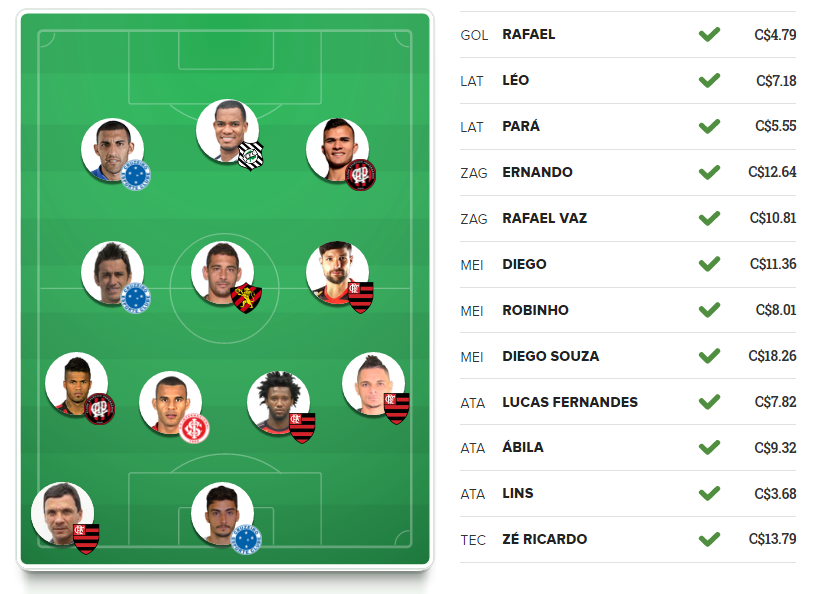 GOL RAFAEL C$4.79
LAT LÉO C$7.18
LAT PARÁ C$5.55
ZAG ERNANDO C$12.64
ZAG RAFAEL VAZ C$10.81
MEI DIEGO C$11.36
MEI ROBINHO C$8.01
MEI DIEGO SOUZA C$18.26
ATA LUCAS FERNANDES C$7.82
ATA ÁBILA C$9.32
ATA LINS C$3.68
TEC ZÉ RICARDO C$13.79